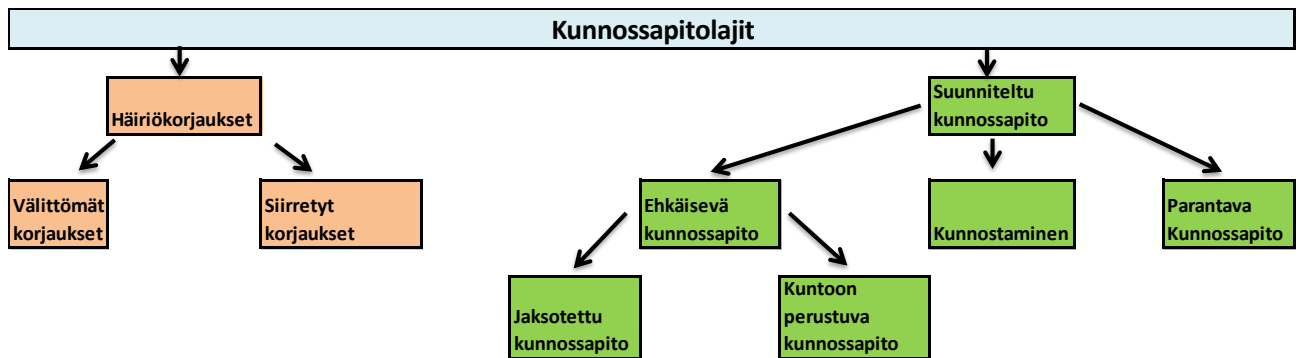 Kunnossapitolajit
Häiriökorjaukset
Suunniteltu
kunnossapito
Välittömät
korjaukset
Siirretyt
korjaukset
Ehkäisevä
kunnossapito
Kunnostaminen
Parantava
Kunnossapito
Jaksotettu
kunnossapito
Kuntoon
perustuva
kunnossapito